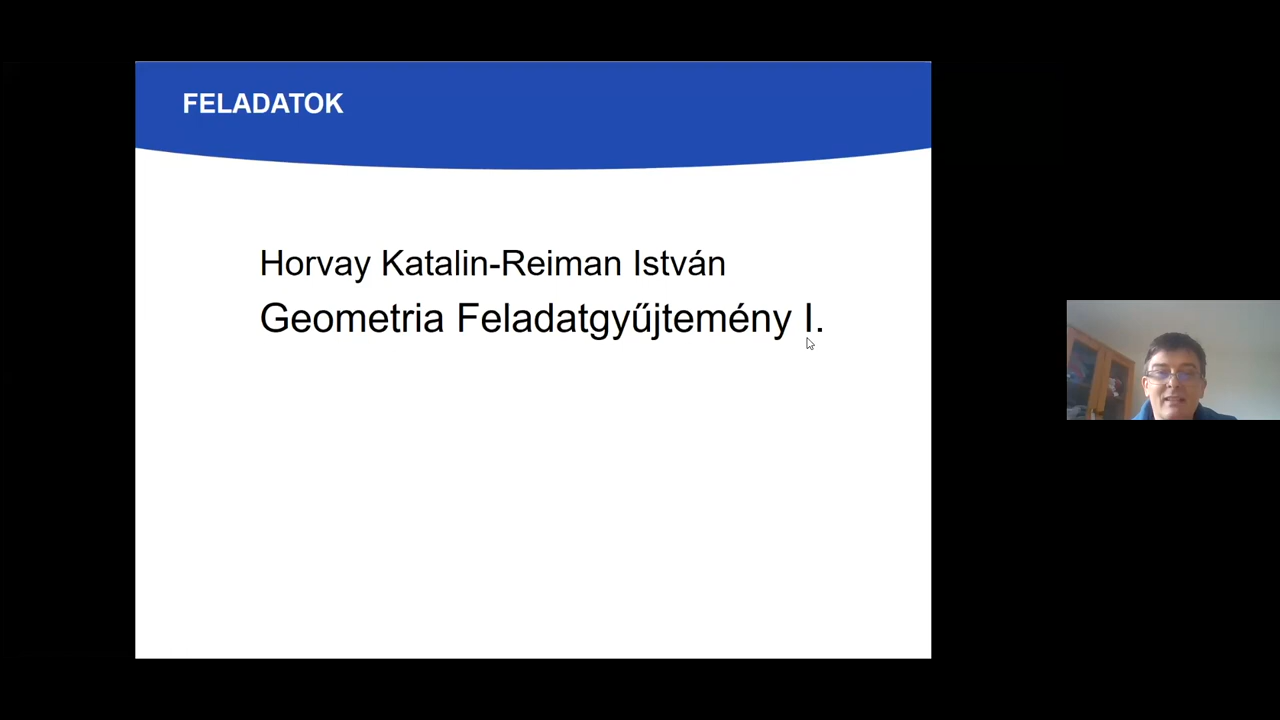 FELADATOK
Horvay Katalin-Reiman István
Geometria Feladatgyűjtemény I.